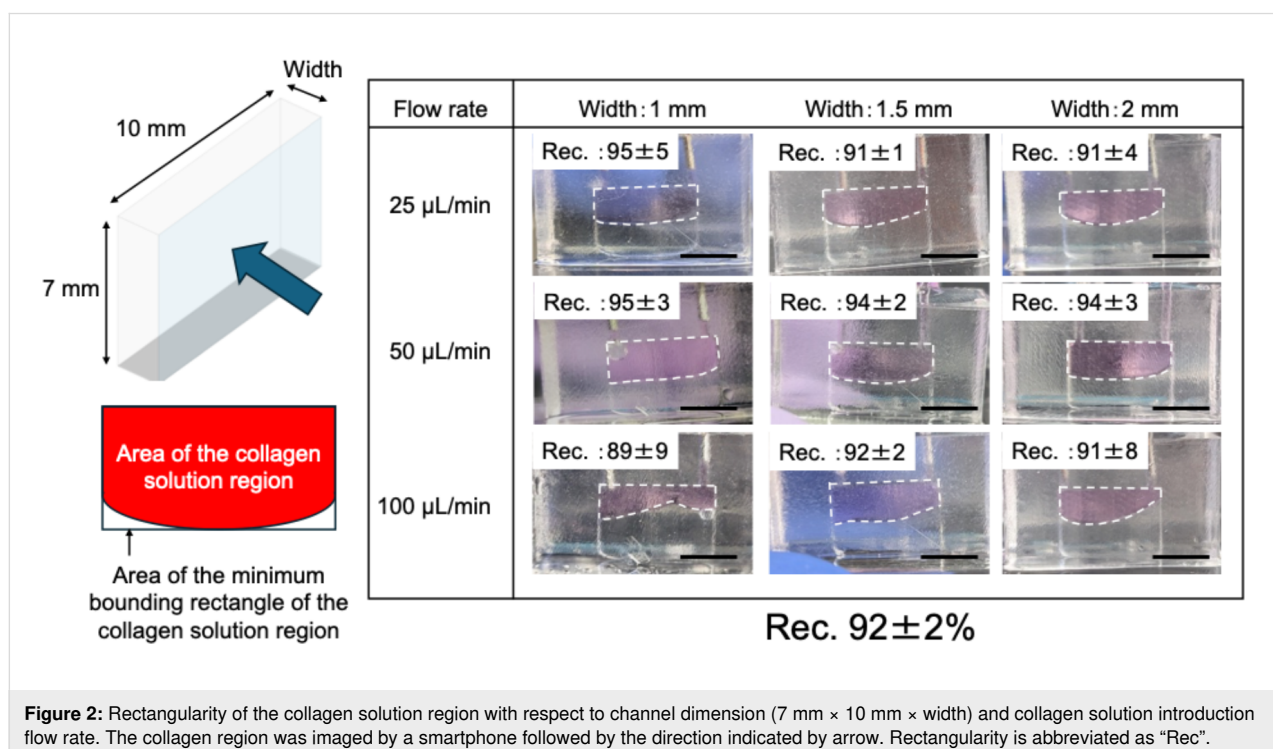 Width
10 mm
7 mm
Area of the collagen
solution region
Area of the minimum
bounding rectangle of the
collagen solution region
Flow rate Width : 1 mm Width : 1.5 mm Width : 2 mm
25 µL/min Rec. :95±5 Rec. :91±1 Rec. :91±4
50 µL/min Rec. :95±3 Rec. :94±2 Rec. :94±3
100 µL/min Rec. :89±9 Rec. :92±2 Rec. :91±8
Rec. 92±2%
Figure 2: Rectangularity of the collagen solution region with respect to channel dimension (7 mm × 10 mm × width) and collagen solution introduction
flow rate. The collagen region was imaged by a smartphone followed by the direction indicated by arrow. Rectangularity is abbreviated as “Rec”.